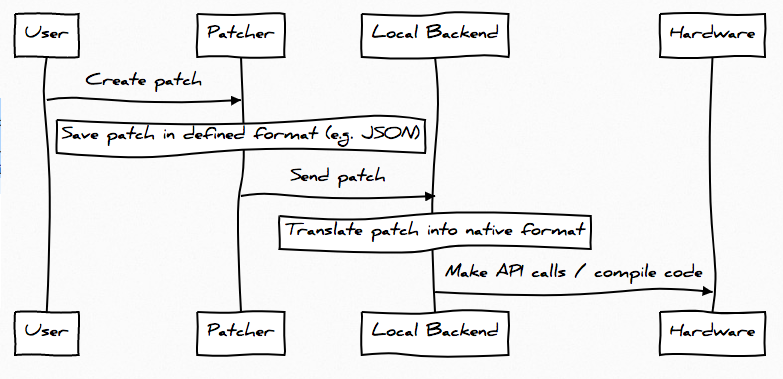 User Patcher Local Backend Hardware
Create patch
Save patch in defined format (e.g. JSON)
Send patch
Translate patch into native format
Make API calls / compile code
User Patcher Local Backend Hardware